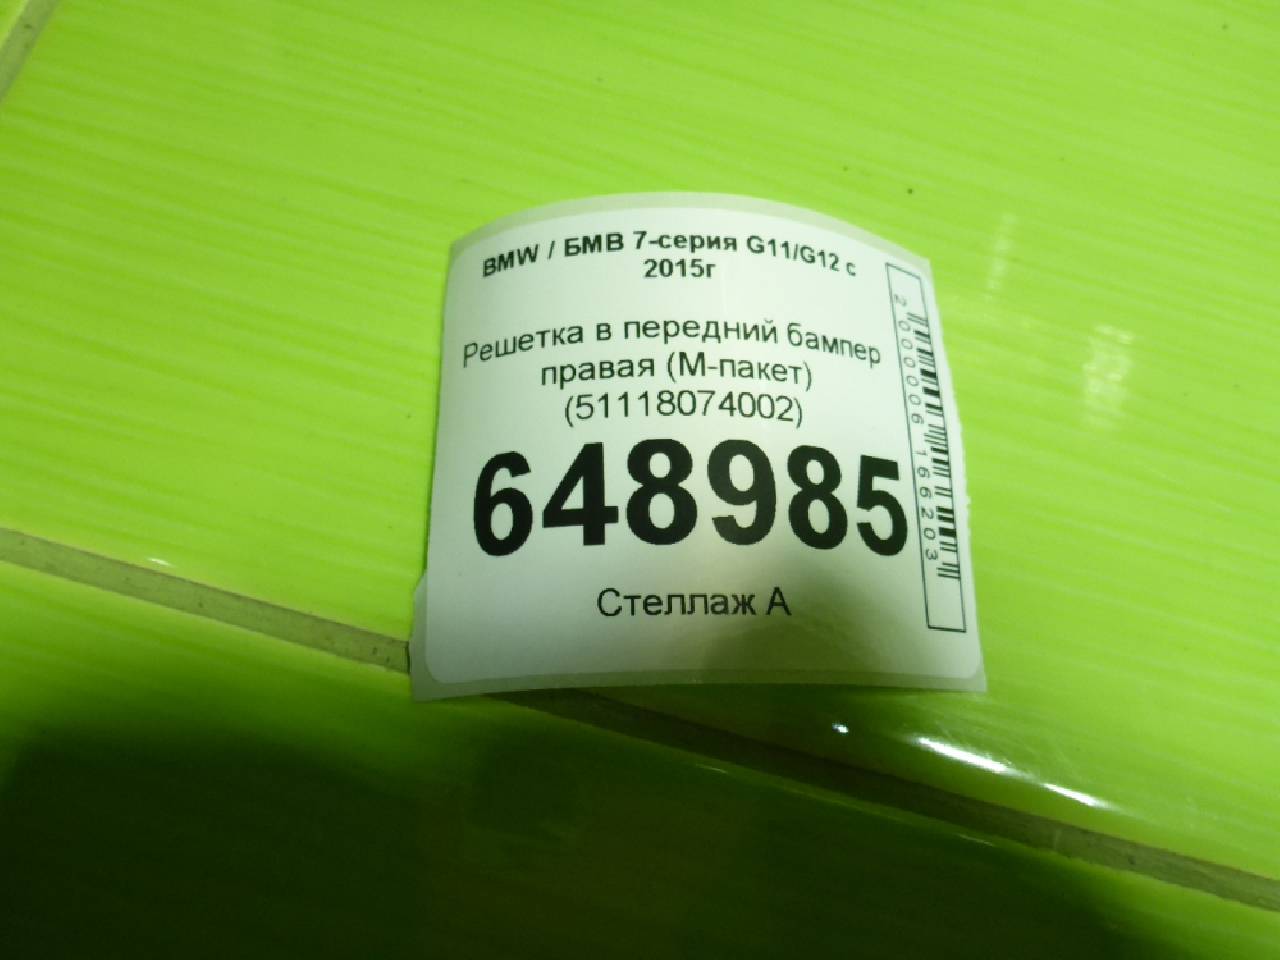 BMW / БМВ 7-серия G11/G12 с
2015г
Решетка в передний бампер
правая (М-пакет)
(51118074002)
648985
Стеллаж А
2000006166203